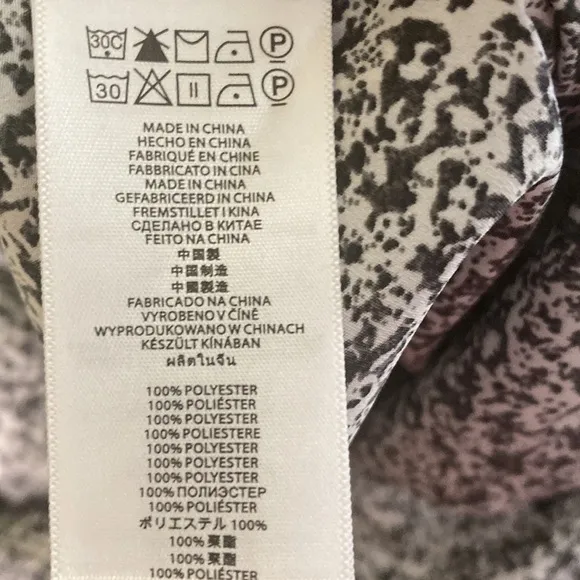 30C P
30 P
MADE IN CHINA
HECHO EN CHINA
FABRIQUÉ EN CHINE
FABBRICATO IN CINA
MADE IN CHINA
GEFABRICEERD IN CHINA
FREMSTILLET I KINA
СДЕЛАНО В КИТАЕ
FEITO NA CHINA
中国製
中国制造
中國製造
FABRICADO NA CHINA
VYROBENO V ČÍNĚ
WYPRODUKOWANO W CHINACH
KÉSZÜLT KÍNÁBAN
ผลิตในจีน
100% POLYESTER
100% POLIÉSTER
100% POLYESTER
100% POLIESTERE
100% POLYESTER
100% POLYESTER
100% POLYESTER
100% ПОЛИЭСТЕР
100% POLIÉSTER
ポリエステル 100%
100% 聚酯
100% 聚酯
100% POLIÉSTER